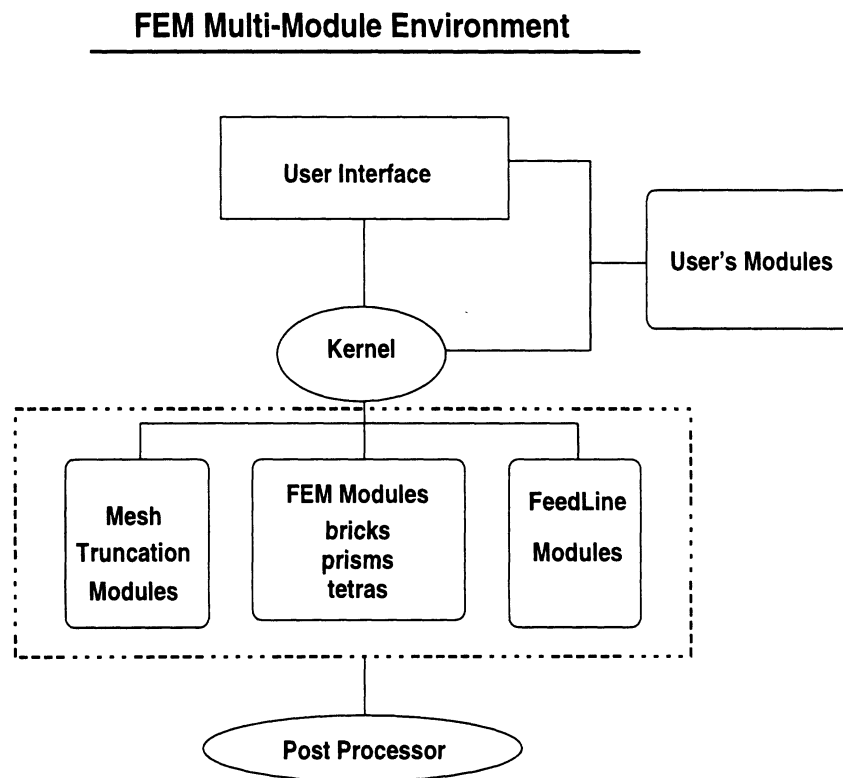 FEM Multi-Module Environment
User Interface
User's Modules
Kernel
Mesh
Truncation
Modules
FEM Modules
bricks
prisms
tetras
FeedLine
Modules
Post Processor